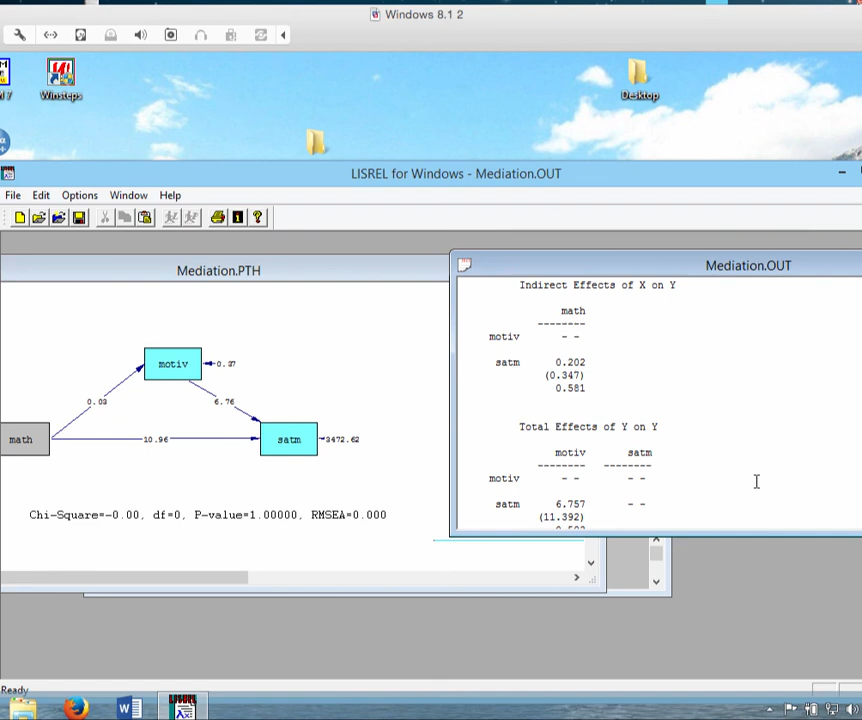 Windows 8.1 2
Winsteps
Desktop
LISREL for Windows - Mediation.OUT
File Edit Options Window Help
Mediation.PTH
Mediation.OUT
motiv
0.37
0.03
6.76
math
10.96
satm
3472.62
Chi-Square=-0.00, df=0, P-value=1.00000, RMSEA=0.000
Indirect Effects of X on Y
math
--------
motiv - -
satm 0.202
(0.347)
0.581
Total Effects of Y on Y
motiv satm
-------- --------
motiv - - - -
satm 6.757 - -
(11.392)
Ready